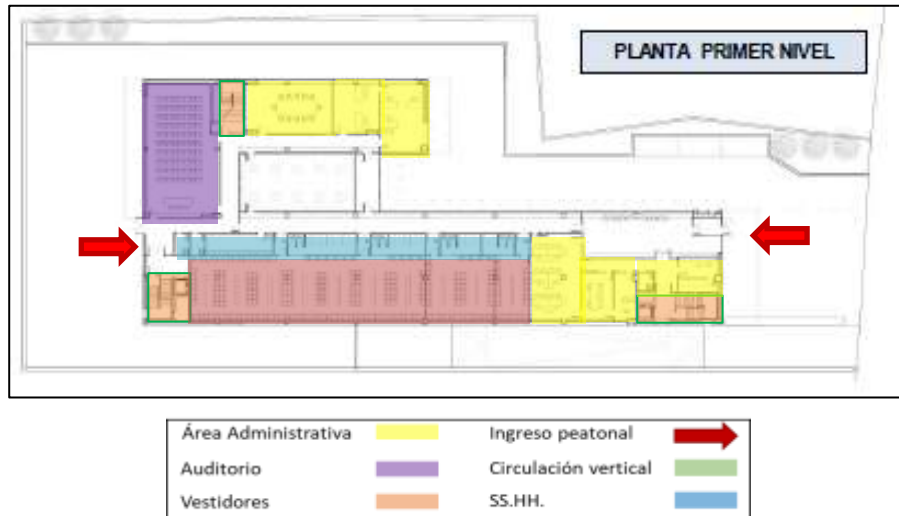 PLANTA PRIMER NIVEL
Área Administrativa
Ingreso peatonal
Auditorio
Circulación vertical
Vestidores
SS.HH.